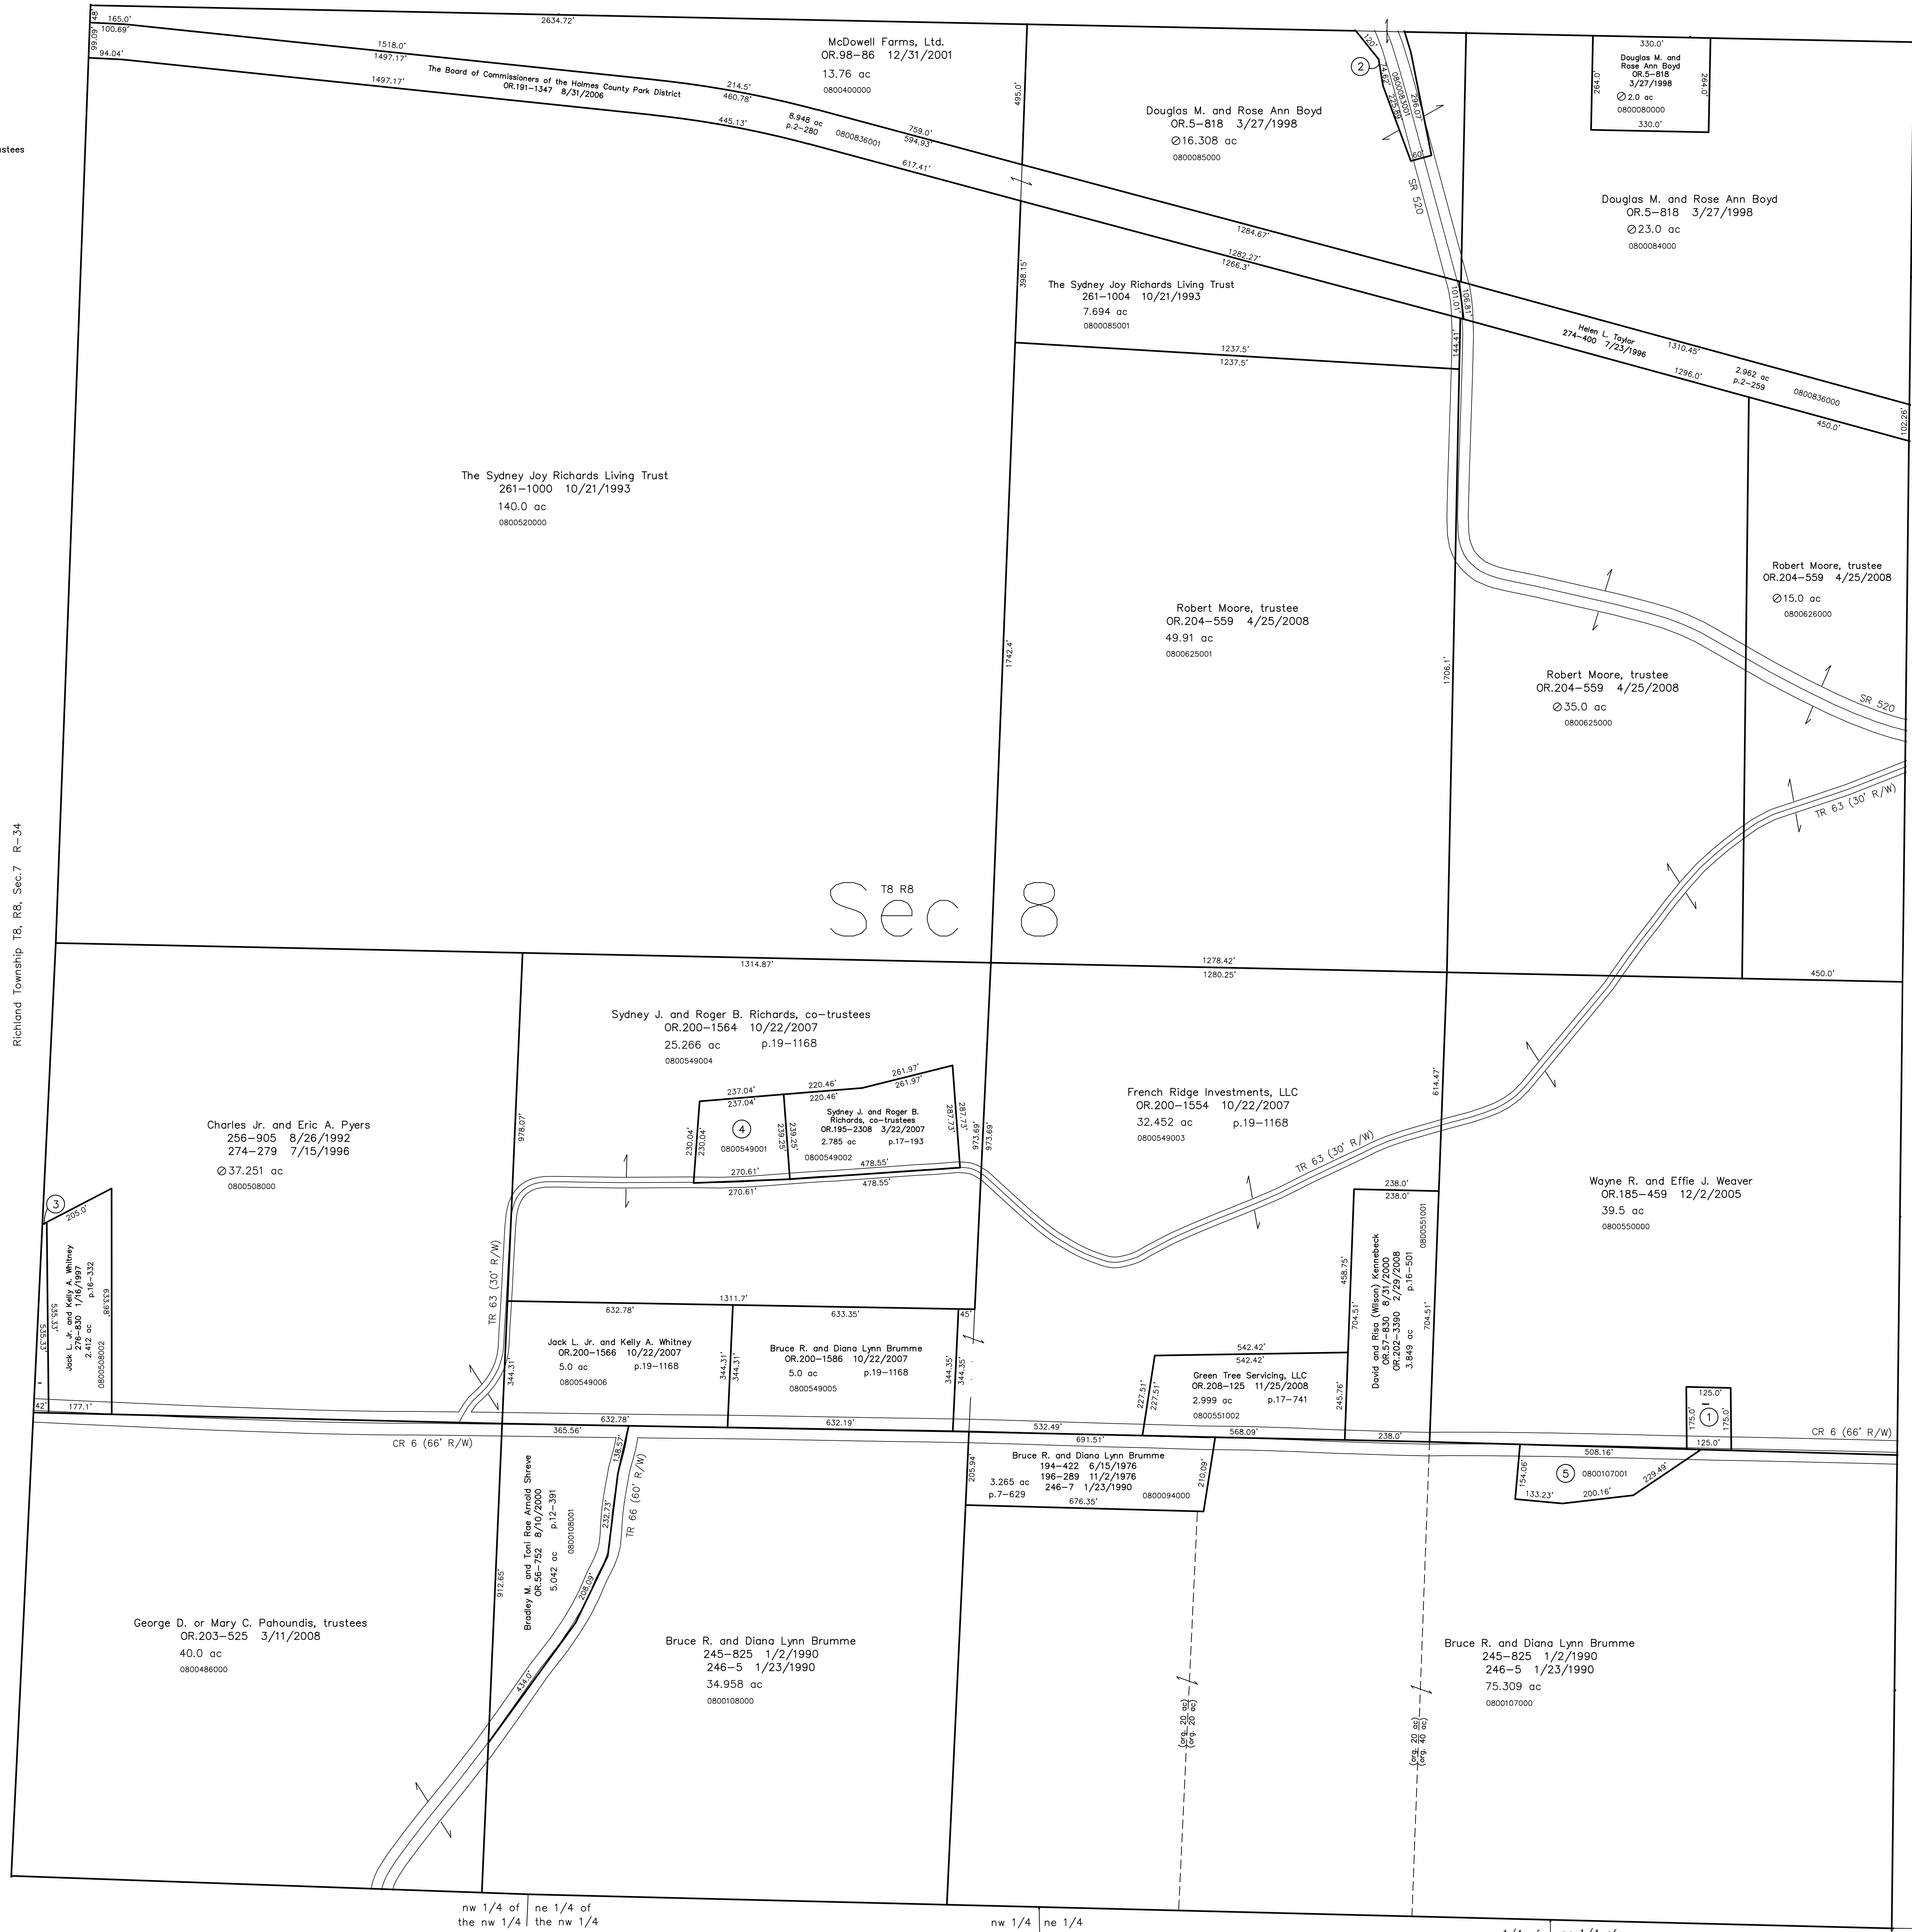 48'
165.0'
100.69'
99.09'
94.04'
2634.72'
1518.0'
1497.17'
1497.17'
The Board of Commissioners of the Holmes County Park District
OR.191-1347 8/31/2006
McDowell Farms, Ltd.
OR.98-86 12/31/2001
13.76 ac
0800400000
214.5'
460.78'
445.13'
8.948 ac
p.2-280
0800836001
759.0'
594.93'
617.41'
495.0'
Douglas M. and Rose Ann Boyd
OR.5-818 3/27/1998
∅16.308 ac
0800085000
2
120'
74.62'
225.89'
0800083001
296.07'
60'
SR 520
330.0'
Douglas M. and
Rose Ann Boyd
OR.5-818
3/27/1998
∅2.0 ac
0800080000
330.0'
264.0'
264.0'
Douglas M. and Rose Ann Boyd
OR.5-818 3/27/1998
∅23.0 ac
0800084000
ustees
1284.67'
1282.27'
1266.3'
398.15'
The Sydney Joy Richards Living Trust
261-1004 10/21/1993
7.694 ac
0800085001
101.01'
106.81'
144.41'
1237.5'
1237.5'
Helen L. Taylor
274-400 7/23/1996
1310.45'
1296.0'
2.962 ac
p.2-259
0800836000
450.0'
102.26'
The Sydney Joy Richards Living Trust
261-1000 10/21/1993
140.0 ac
0800520000
1742.4'
Robert Moore, trustee
OR.204-559 4/25/2008
49.91 ac
0800625001
1706.1'
Robert Moore, trustee
OR.204-559 4/25/2008
∅15.0 ac
0800626000
Robert Moore, trustee
OR.204-559 4/25/2008
∅35.0 ac
0800625000
SR 520
TR 63 (30' R/W)
Richland Township T8, R8, Sec.7 R-34
T8 R8
Sec 8
1314.87'
1278.42'
1280.25'
450.0'
Sydney J. and Roger B. Richards, co-trustees
OR.200-1564 10/22/2007
25.266 ac p.19-1168
0800549004
978.07'
237.04'
237.04'
220.46'
220.46'
261.97'
261.97'
230.04'
230.04'
4
0800549001
239.25'
239.25'
Sydney J. and Roger B.
Richards, co-trustees
OR.195-2308 3/22/2007
2.785 ac p.17-193
0800549002
287.73'
287.73'
973.69'
973.69'
270.61'
270.61'
478.55'
478.55'
French Ridge Investments, LLC
OR.200-1554 10/22/2007
32.452 ac p.19-1168
0800549003
TR 63 (30' R/W)
614.47'
Charles Jr. and Eric A. Pyers
256-905 8/26/1992
274-279 7/15/1996
∅37.251 ac
0800508000
3
205.0'
Jack L. Jr. and Kelly A. Whitney
276-830 1/16/1997
2.412 ac p.16-332
0800508002
535.33'
535.33'
633.98'
42'
177.1'
TR 63 (30' R/W)
1311.7'
632.78'
633.35'
45'
Jack L. Jr. and Kelly A. Whitney
OR.200-1566 10/22/2007
5.0 ac p.19-1168
0800549006
344.31'
344.31'
344.31'
Bruce R. and Diana Lynn Brumme
OR.200-1586 10/22/2007
5.0 ac p.19-1168
0800549005
344.35'
344.35'
632.78'
632.19'
532.49'
Wayne R. and Effie J. Weaver
OR.185-459 12/2/2005
39.5 ac
0800550000
238.0'
238.0'
David and Risa (Wilson) Kennebeck
OR.57-830 8/31/2000
OR.202-3390 2/29/2008
3.849 ac p.16-501
0800551001
458.75'
704.51'
704.51'
542.42'
542.42'
227.51'
227.51'
Green Tree Servicing, LLC
OR.208-125 11/25/2008
2.999 ac p.17-741
0800551002
245.76'
568.09'
238.0'
125.0'
175.0'
1
175.0'
125.0'
CR 6 (66' R/W)
CR 6 (66' R/W)
365.56'
138.57'
232.73'
208.09'
434.0'
TR 66 (60' R/W)
Bradley M. and Toni Rae Arnold Shreve
OR.56-752 8/10/2000
5.042 ac p.12-391
0800108001
912.65'
691.51'
Bruce R. and Diana Lynn Brumme
194-422 6/15/1976
196-289 11/2/1976
246-7 1/23/1990
3.265 ac
p.7-629
0800094000
205.94'
210.09'
676.35'
508.16'
154.06'
5
0800107001
133.23'
200.16'
229.49'
George D. or Mary C. Pahoundis, trustees
OR.203-525 3/11/2008
40.0 ac
0800486000
Bruce R. and Diana Lynn Brumme
245-825 1/2/1990
246-5 1/23/1990
34.958 ac
0800108000
Bruce R. and Diana Lynn Brumme
245-825 1/2/1990
246-5 1/23/1990
75.309 ac
0800107000
(org. 20 ac)
(org. 20 ac)
(org. 20 ac)
(org. 40 ac)
nw 1/4 of
the nw 1/4
ne 1/4 of
the nw 1/4
nw 1/4
ne 1/4